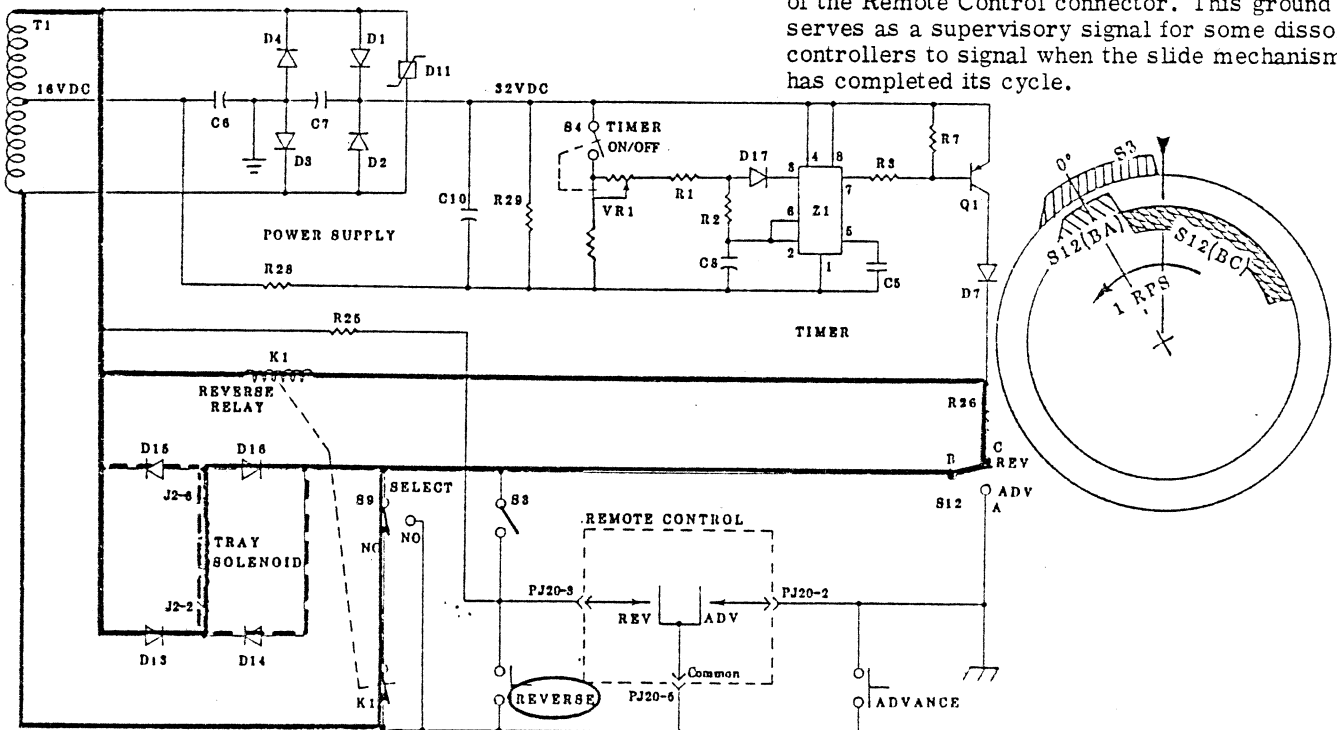 of the Remote Control connector. This ground
serves as a supervisory signal for some disso
controllers to signal when the slide mechanism
has completed its cycle.
T1
D4
D1
D11
16VDC
C6
C7
32VDC
D3
D2
S4 TIMER
ON/OFF
C10
R29
VR1
R1
R2
D17
3
4
8
7
6
2
5
1
Z1
R3
R7
Q1
C8
C5
D7
POWER SUPPLY
R28
TIMER
0°
S3
S12(BA)
S12(BC)
1 RPS
R25
K1
REVERSE
RELAY
R26
C
REV
B
S12
ADV
A
D15
D16
J2-6
TRAY
SOLENOID
J2-2
D13
D14
S9
SELECT
NC
NO
S3
REMOTE CONTROL
PJ20-3
REV
ADV
PJ20-2
Common
PJ20-6
K1
REVERSE
ADVANCE